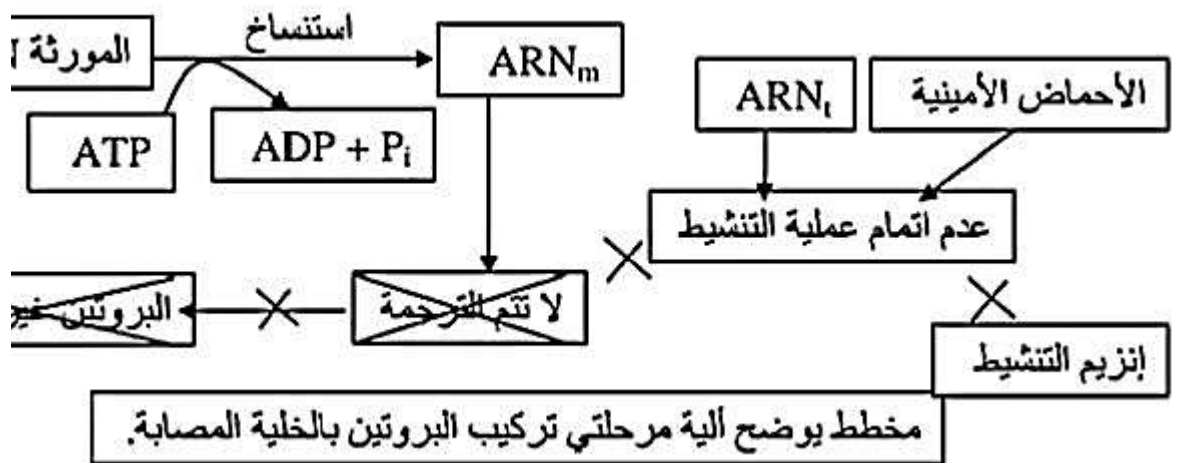 استنساخ
المورثة
ARNm
ARNt
الأحماض الأمينية
ATP
ADP + Pi
عدم اتمام عملية التنشيط
لا تتم الترجمة
البروتين
إنزيم التنشيط
مخطط يوضح ألية مرحلتي تركيب البروتين بالخلية المصابة.